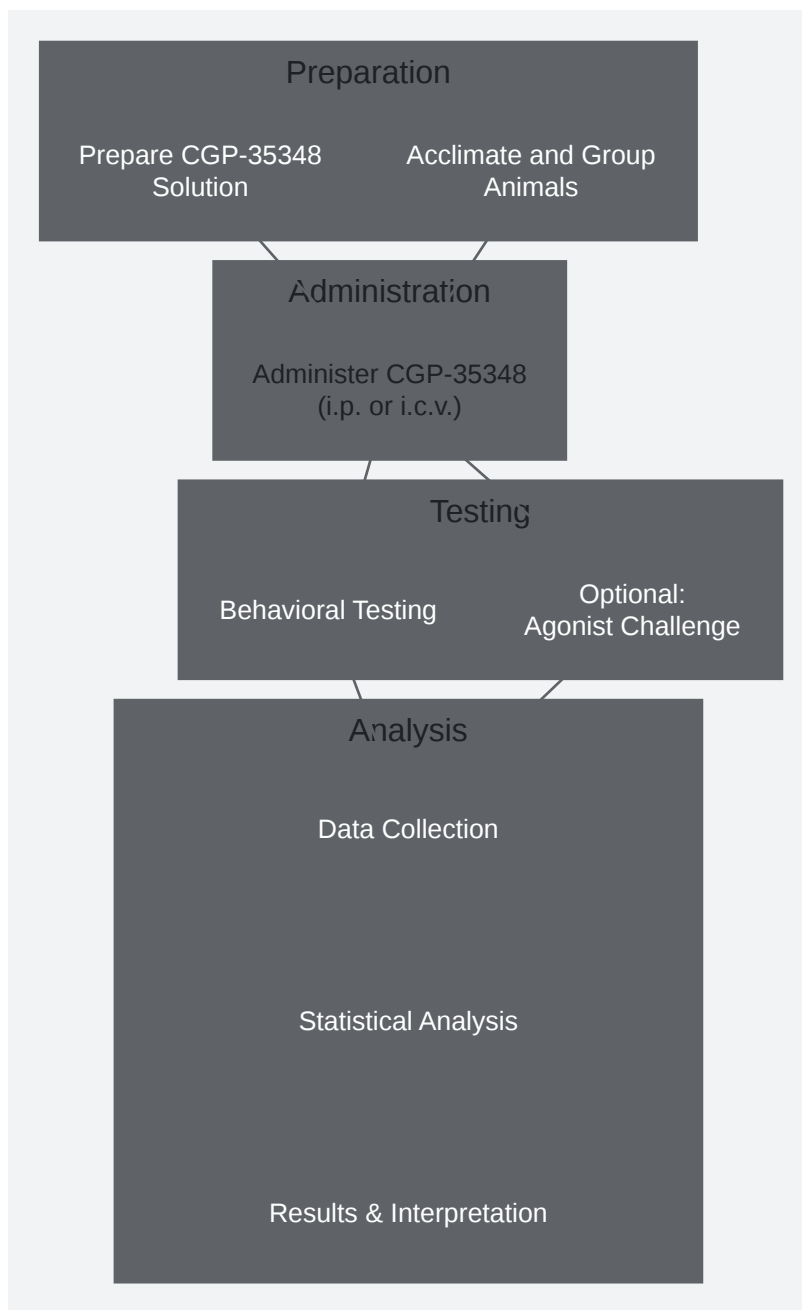 Preparation
Prepare CGP-35348
Solution
Acclimate and Group
Animals
Administration
Administer CGP-35348
(i.p. or i.c.v.)
Testing
Behavioral Testing
Optional:
Agonist Challenge
Analysis
Data Collection
Statistical Analysis
Results & Interpretation